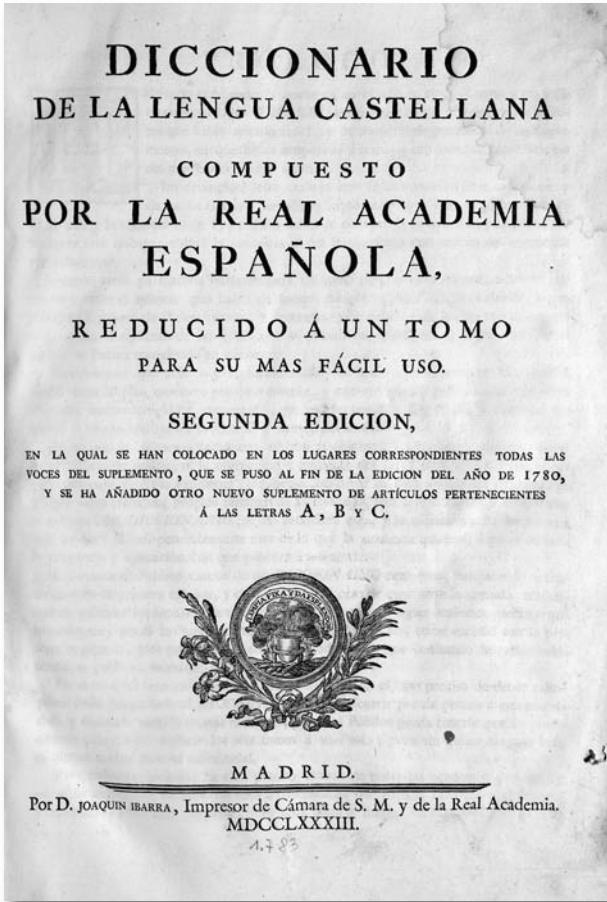 DICCIONARIO
DE LA LENGUA CASTELLANA
COMPUESTO
POR LA REAL ACADEMIA
ESPAÑOLA,
REDUCIDO Á UN TOMO
PARA SU MAS FÁCIL USO.
SEGUNDA EDICION,
EN LA QUAL SE HAN COLOCADO EN LOS LUGARES CORRESPONDIENTES TODAS LAS
VOCES DEL SUPLEMENTO, QUE SE PUSO AL FIN DE LA EDICION DEL AÑO DE 1780,
Y SE HA AÑADIDO OTRO NUEVO SUPLEMENTO DE ARTÍCULOS PERTENECIENTES
Á LAS LETRAS A, B Y C.
LIMPIA FIXA Y DA ESPLENDOR
MADRID.
Por D. JOAQUIN IBARRA, Impresor de Cámara de S. M. y de la Real Academia.
MDCCLXXXIII.
1.783